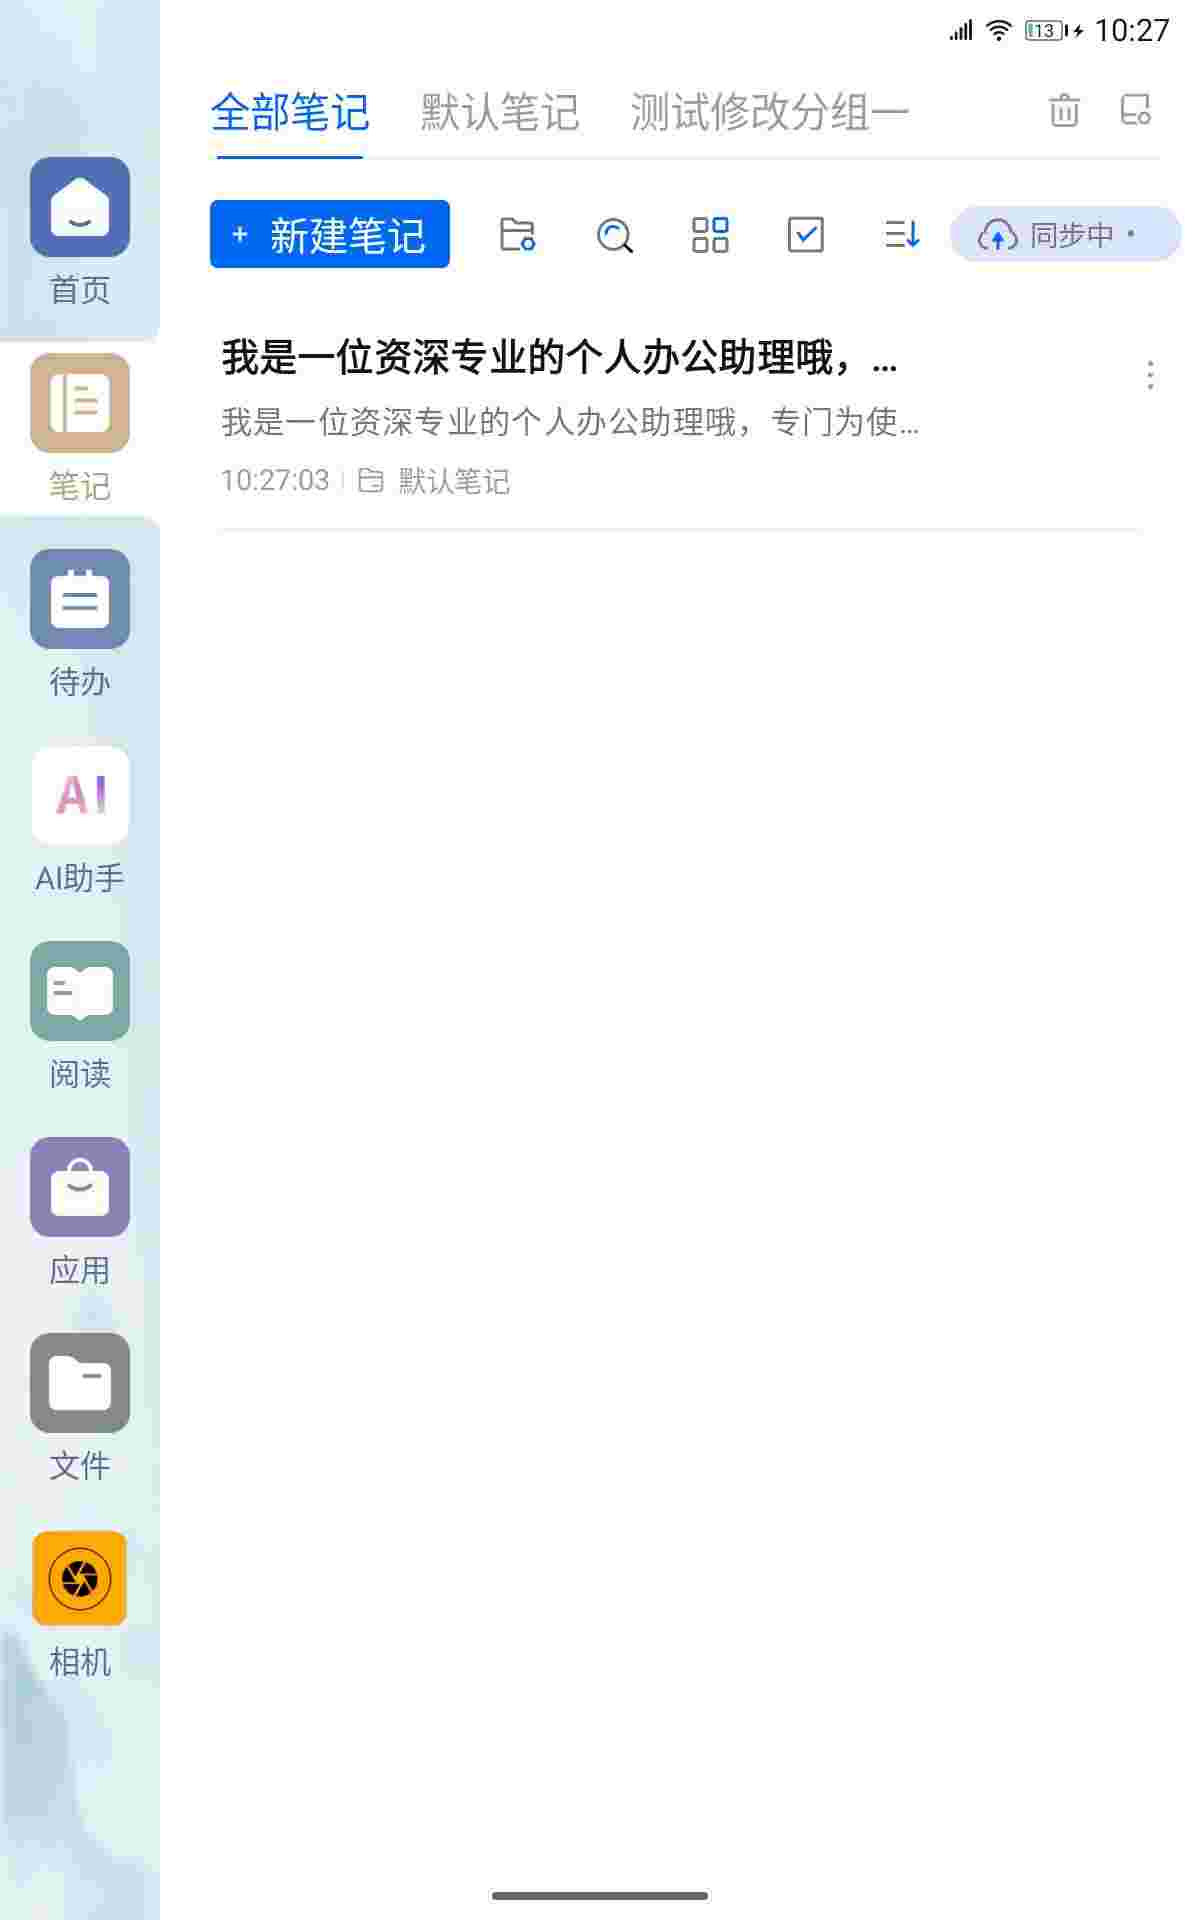 13 10:27
全部笔记 默认笔记 测试修改分组一
+ 新建笔记 同步中
首页
我是一位资深专业的个人办公助理哦，...
我是一位资深专业的个人办公助理哦，专门为使...
10:27:03 默认笔记
笔记
待办
AI
AI助手
阅读
应用
文件
相机